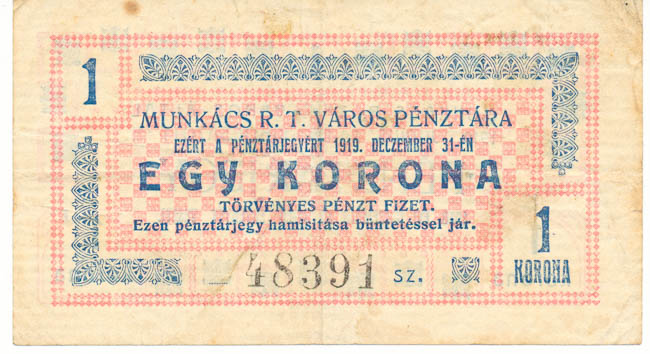 1
MUNKÁCS R. T. VÁROS PÉNZTÁRA
EZÉRT A PÉNZTÁRJEGYÉRT 1919. DECZEMBER 31-ÉN
EGY KORONA
TÖRVÉNYES PÉNZT FIZET.
Ezen pénztárjegy hamisitása büntetéssel jár.
48391 SZ.
1
KORONA